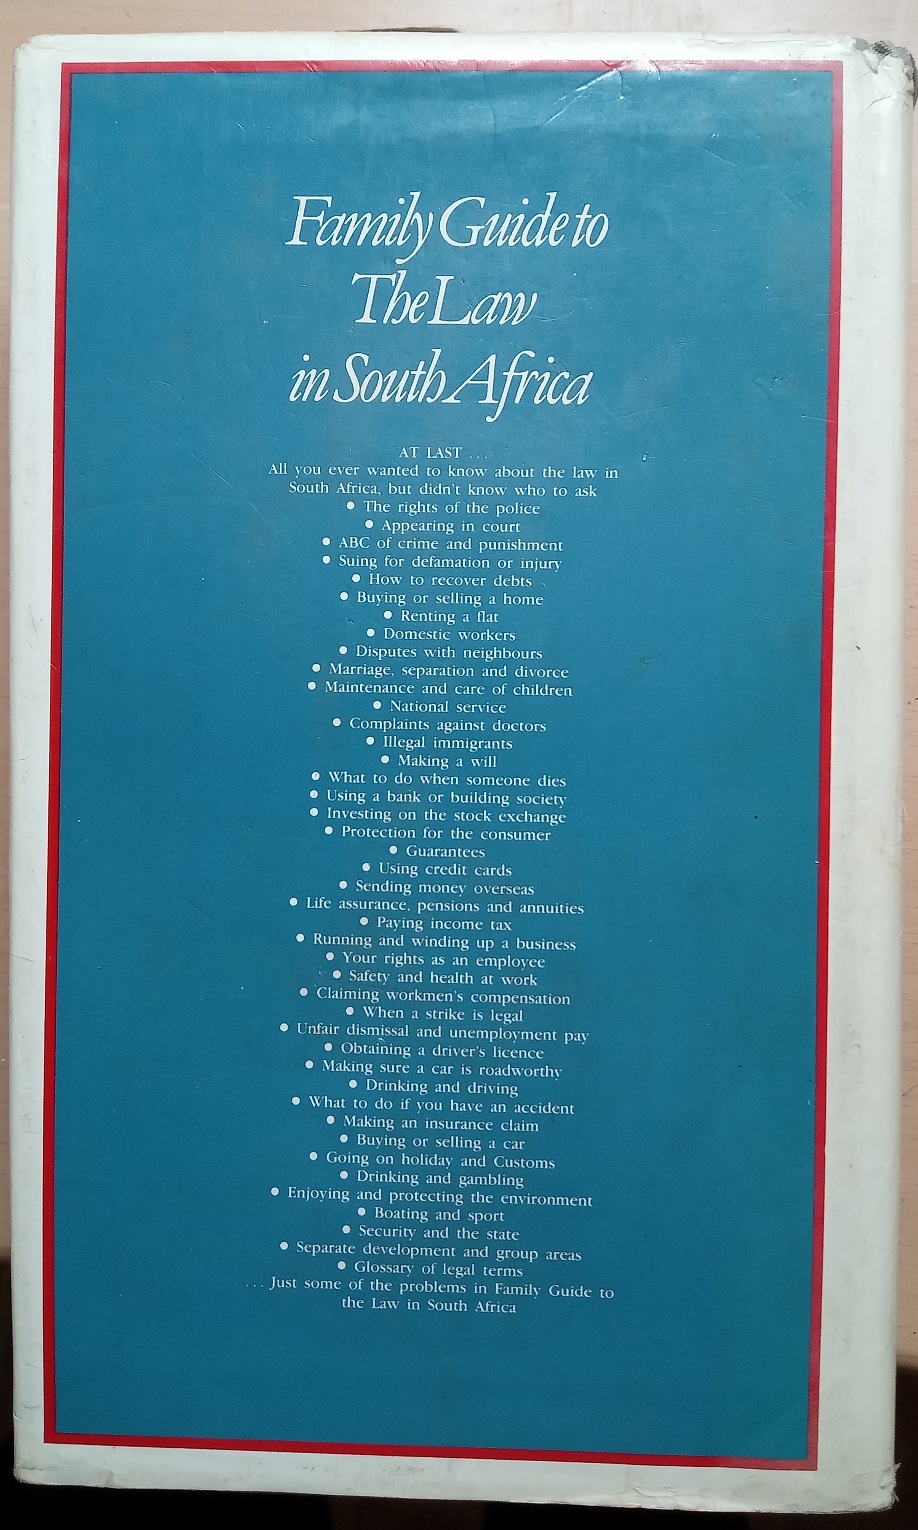 Family Guide to
The Law
in South Africa
AT LAST ...
All you ever wanted to know about the law in
South Africa, but didn't know who to ask
● The rights of the police
● Appearing in court
● ABC of crime and punishment
● Suing for defamation or injury
● How to recover debts
● Buying or selling a home
● Renting a flat
● Domestic workers
● Disputes with neighbours
● Marriage, separation and divorce
● Maintenance and care of children
● National service
● Complaints against doctors
● Illegal immigrants
● Making a will
● What to do when someone dies
● Using a bank or building society
● Investing on the stock exchange
● Protection for the consumer
● Guarantees
● Using credit cards
● Sending money overseas
● Life assurance, pensions and annuities
● Paying income tax
● Running and winding up a business
● Your rights as an employee
● Safety and health at work
● Claiming workmen's compensation
● When a strike is legal
● Unfair dismissal and unemployment pay
● Obtaining a driver's licence
● Making sure a car is roadworthy
● Drinking and driving
● What to do if you have an accident
● Making an insurance claim
● Buying or selling a car
● Going on holiday and Customs
● Drinking and gambling
● Enjoying and protecting the environment
● Boating and sport
● Security and the state
● Separate development and group areas
● Glossary of legal terms
... Just some of the problems in Family Guide to
the Law in South Africa